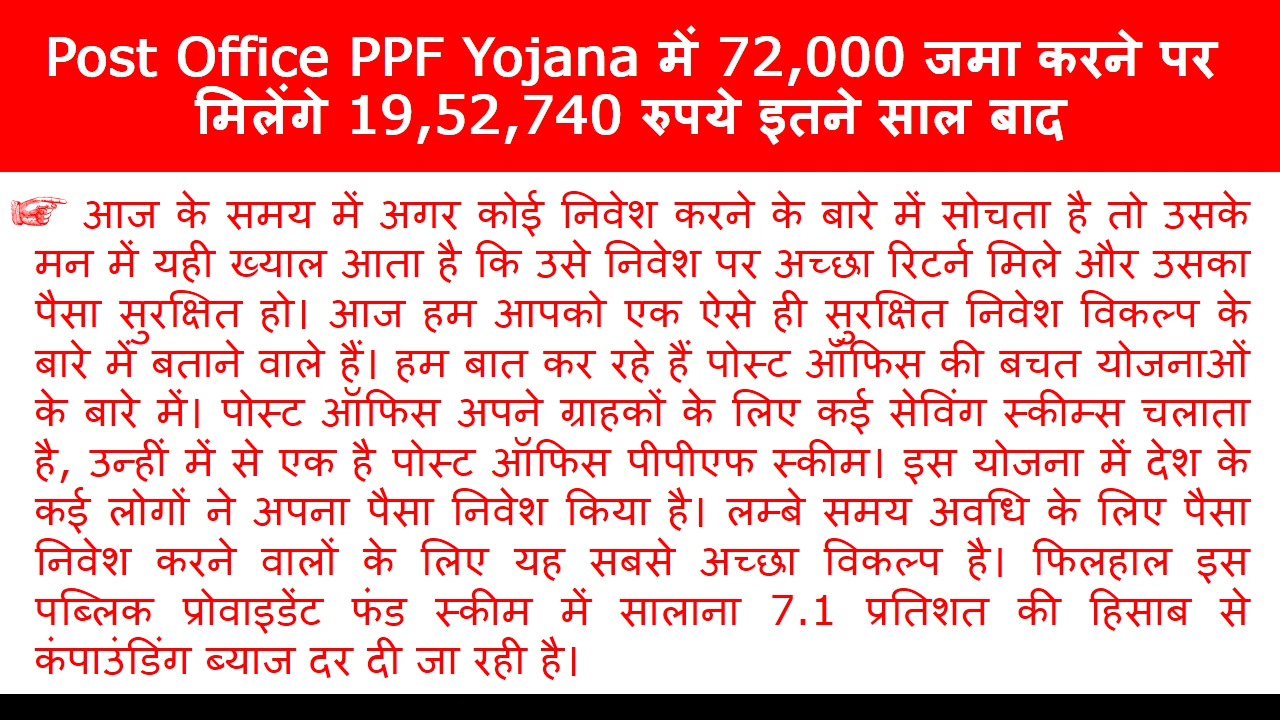 Post Office PPF Yojana में 72,000 जमा करने पर
मिलेंगे 19,52,740 रुपये इतने साल बाद
आज के समय में अगर कोई निवेश करने के बारे में सोचता है तो उसके
मन में यही ख्याल आता है कि उसे निवेश पर अच्छा रिटर्न मिले और उसका
पैसा सुरक्षित हो। आज हम आपको एक ऐसे ही सुरक्षित निवेश विकल्प के
बारे में बताने वाले हैं। हम बात कर रहे हैं पोस्ट ऑफिस की बचत योजनाओं
के बारे में। पोस्ट ऑफिस अपने ग्राहकों के लिए कई सेविंग स्कीम्स चलाता
है, उन्हीं में से एक है पोस्ट ऑफिस पीपीएफ स्कीम। इस योजना में देश के
कई लोगों ने अपना पैसा निवेश किया है। लम्बे समय अवधि के लिए पैसा
निवेश करने वालों के लिए यह सबसे अच्छा विकल्प है। फिलहाल इस
पब्लिक प्रोवाइडेंट फंड स्कीम में सालाना 7.1 प्रतिशत की हिसाब से
कंपाउंडिंग ब्याज दर दी जा रही है।